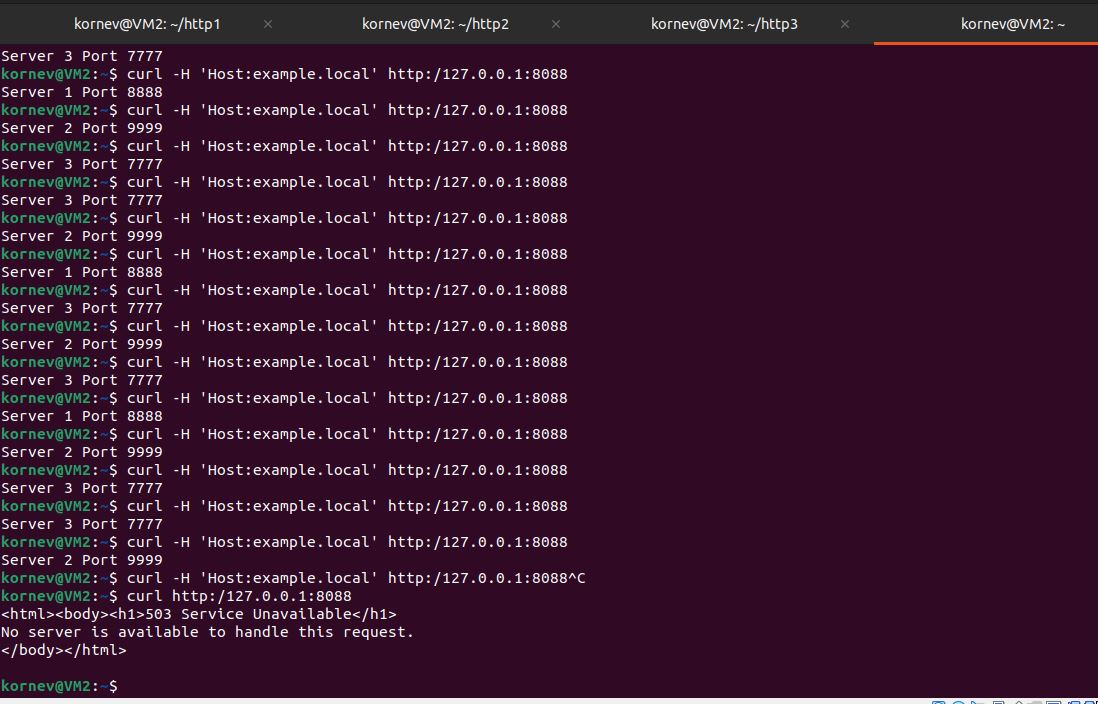 kornev@VM2: ~/http1 × kornev@VM2: ~/http2 × kornev@VM2: ~/http3 × kornev@VM2: ~
Server 3 Port 7777
kornev@VM2:~$ curl -H 'Host:example.local' http:/127.0.0.1:8088
Server 1 Port 8888
kornev@VM2:~$ curl -H 'Host:example.local' http:/127.0.0.1:8088
Server 2 Port 9999
kornev@VM2:~$ curl -H 'Host:example.local' http:/127.0.0.1:8088
Server 3 Port 7777
kornev@VM2:~$ curl -H 'Host:example.local' http:/127.0.0.1:8088
Server 3 Port 7777
kornev@VM2:~$ curl -H 'Host:example.local' http:/127.0.0.1:8088
Server 2 Port 9999
kornev@VM2:~$ curl -H 'Host:example.local' http:/127.0.0.1:8088
Server 1 Port 8888
kornev@VM2:~$ curl -H 'Host:example.local' http:/127.0.0.1:8088
Server 3 Port 7777
kornev@VM2:~$ curl -H 'Host:example.local' http:/127.0.0.1:8088
Server 2 Port 9999
kornev@VM2:~$ curl -H 'Host:example.local' http:/127.0.0.1:8088
Server 3 Port 7777
kornev@VM2:~$ curl -H 'Host:example.local' http:/127.0.0.1:8088
Server 1 Port 8888
kornev@VM2:~$ curl -H 'Host:example.local' http:/127.0.0.1:8088
Server 2 Port 9999
kornev@VM2:~$ curl -H 'Host:example.local' http:/127.0.0.1:8088
Server 3 Port 7777
kornev@VM2:~$ curl -H 'Host:example.local' http:/127.0.0.1:8088
Server 3 Port 7777
kornev@VM2:~$ curl -H 'Host:example.local' http:/127.0.0.1:8088
Server 2 Port 9999
kornev@VM2:~$ curl -H 'Host:example.local' http:/127.0.0.1:8088^C
kornev@VM2:~$ curl http:/127.0.0.1:8088
<html><body><h1>503 Service Unavailable</h1>
No server is available to handle this request.
</body></html>
kornev@VM2:~$